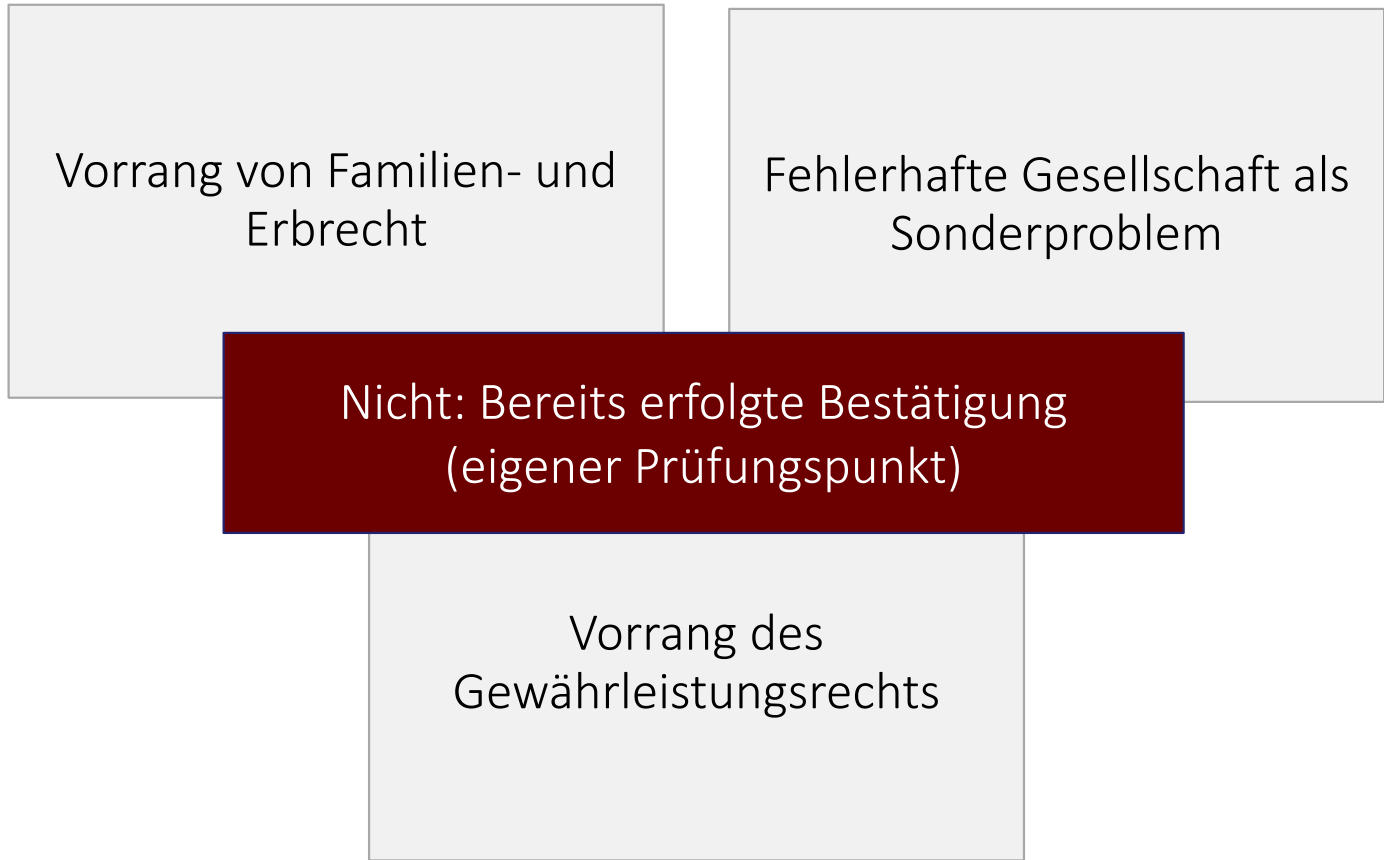 Vorrang von Familien- und
Erbrecht
Fehlerhafte Gesellschaft als
Sonderproblem
Nicht: Bereits erfolgte Bestätigung
(eigener Prüfungspunkt)
Vorrang des
Gewährleistungsrechts